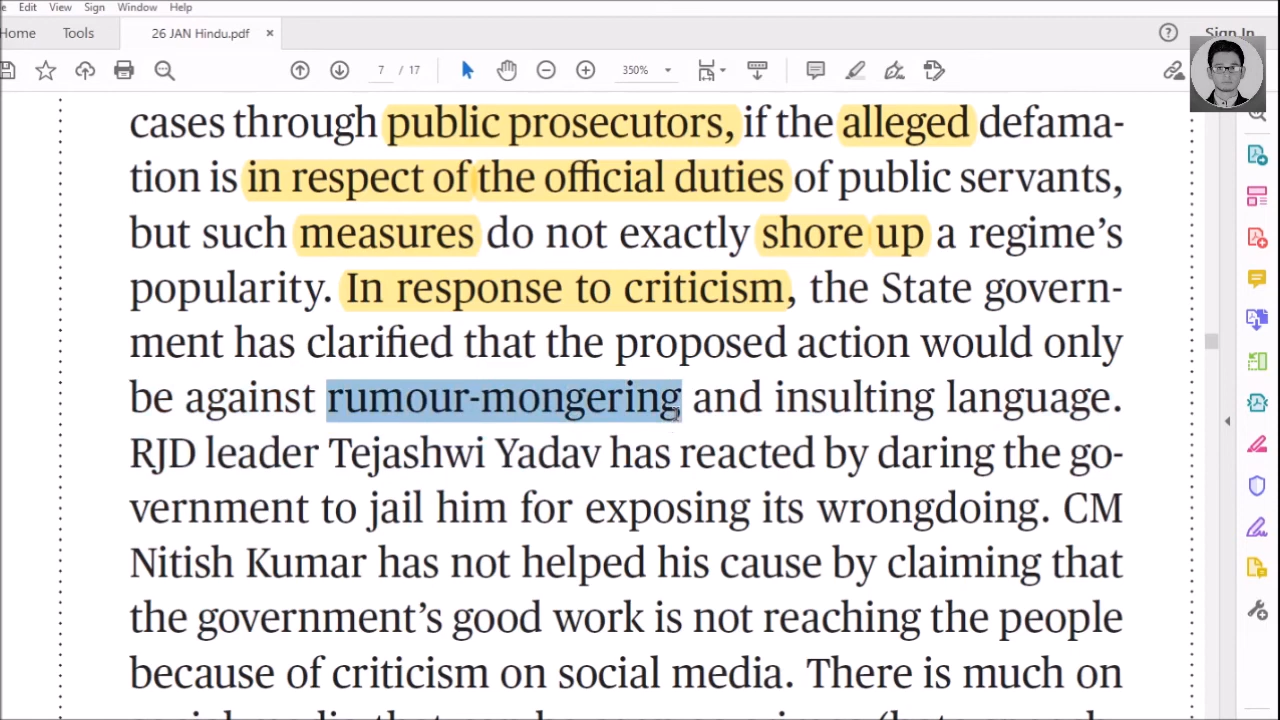 Edit View Sign Window Help
Home Tools 26 JAN Hindu.pdf × ? Sign In
7 / 17 350%
cases through public prosecutors, if the alleged defama-
tion is in respect of the official duties of public servants,
but such measures do not exactly shore up a regime’s
popularity. In response to criticism, the State govern-
ment has clarified that the proposed action would only
be against rumour-mongering and insulting language.
RJD leader Tejashwi Yadav has reacted by daring the go-
vernment to jail him for exposing its wrongdoing. CM
Nitish Kumar has not helped his cause by claiming that
the government’s good work is not reaching the people
because of criticism on social media. There is much on